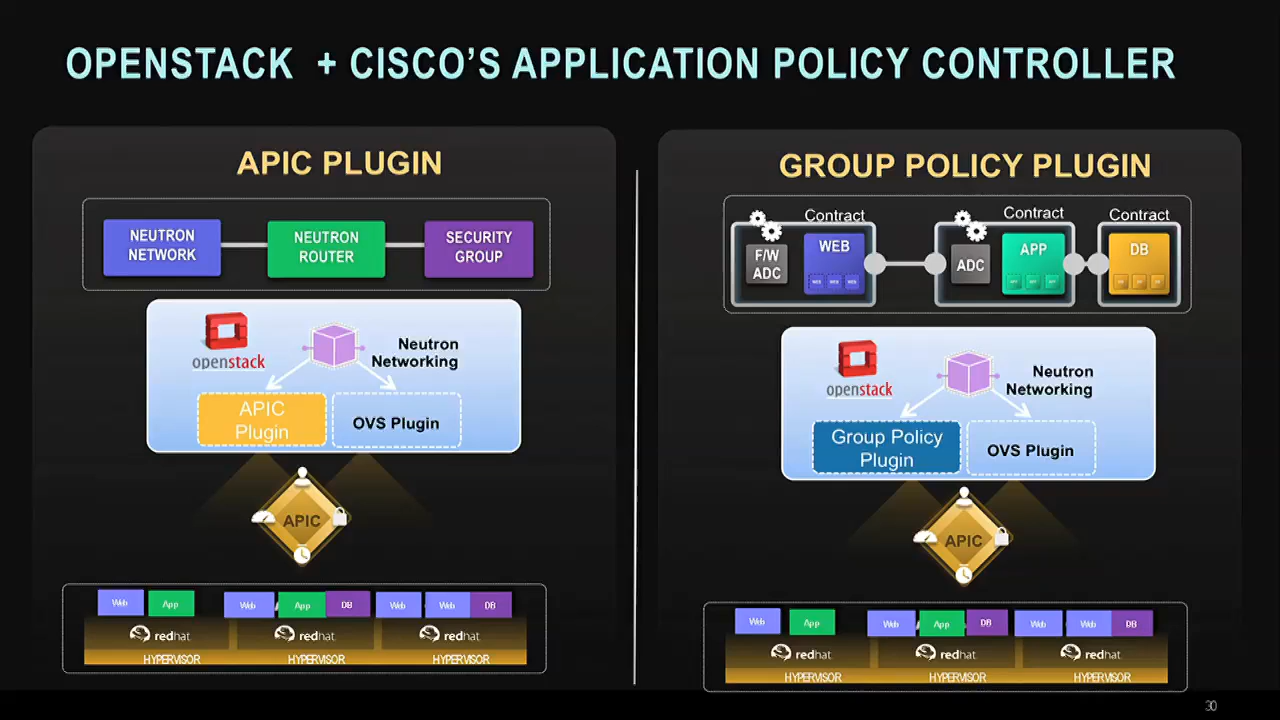 OPENSTACK + CISCO'S APPLICATION POLICY CONTROLLER
APIC PLUGIN
NEUTRON
NETWORK
NEUTRON
ROUTER
SECURITY
GROUP
openstack
Neutron
Networking
APIC
Plugin
OVS Plugin
APIC
Web App Web App DB Web Web DB
redhat redhat redhat
HYPERVISOR HYPERVISOR HYPERVISOR
GROUP POLICY PLUGIN
Contract Contract Contract
F/W
ADC
WEB
ADC
APP
DB
openstack
Neutron
Networking
Group Policy
Plugin
OVS Plugin
APIC
Web App Web App DB Web Web DB
redhat redhat redhat
HYPERVISOR HYPERVISOR HYPERVISOR
30